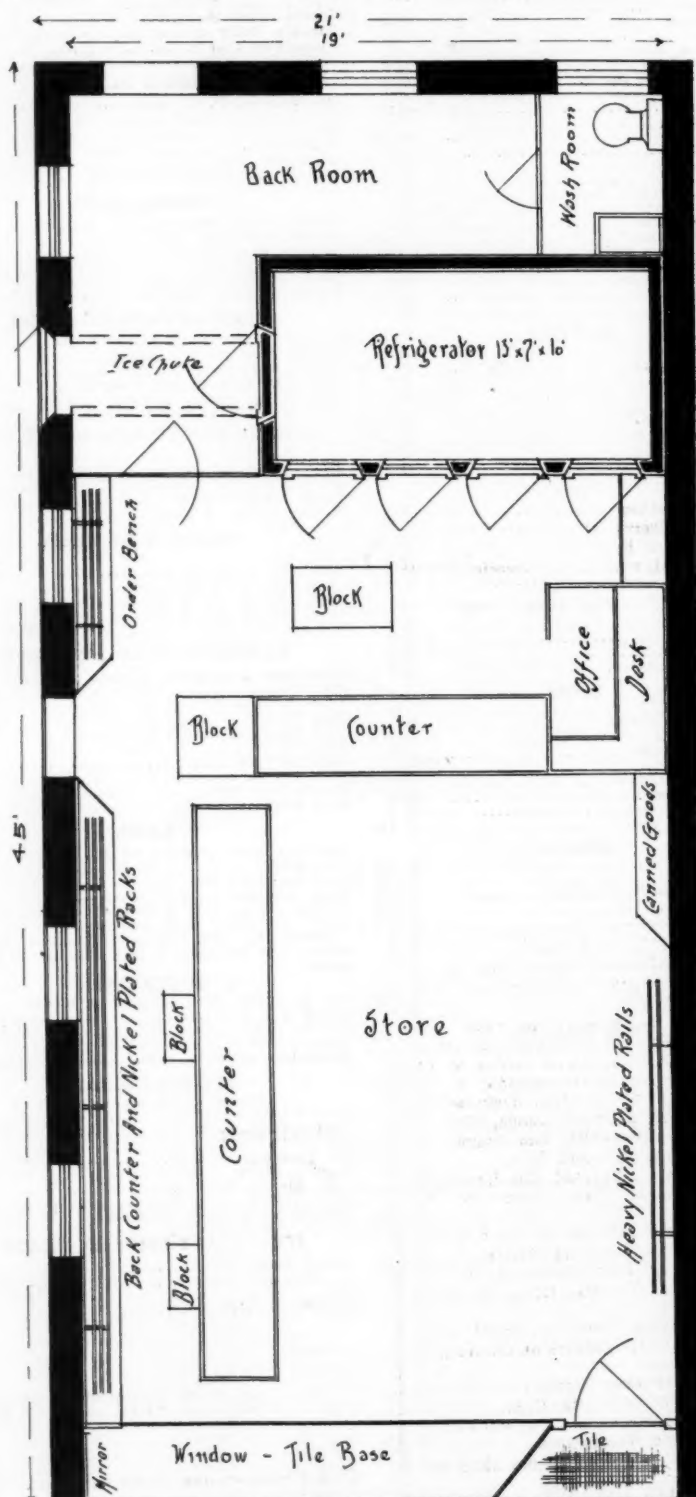 21'
19'
Back Room
Wash Room
Ice Chute
Refrigerator 15'x7'x10'
Order Bench
Block
Office
Desk
Block
Counter
45'
Canned Goods
Back Counter And Nickel Plated Racks
Block
Counter
Store
Heavy Nickel Plated Rails
Block
Mirror
Window - Tile Base
Tile